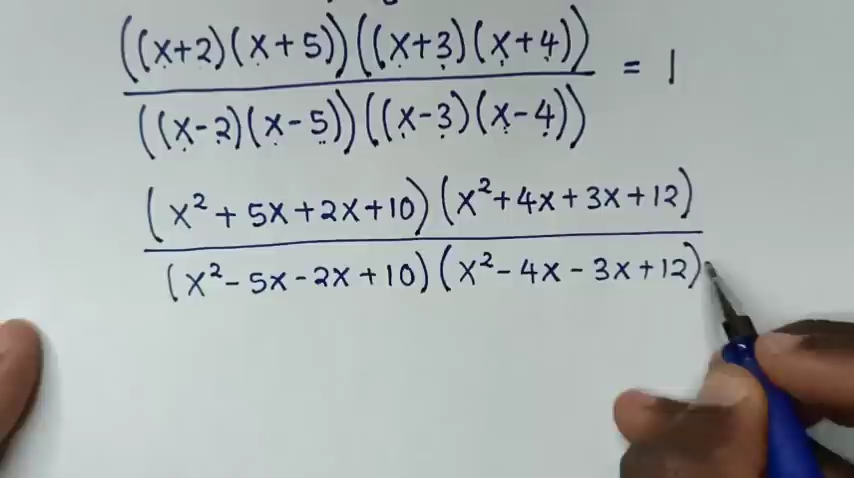 ((x+2)(x+5))((x+3)(x+4))
((x-2)(x-5))((x-3)(x-4))
= 1
(x²+5x+2x+10)(x²+4x+3x+12)
(x²-5x-2x+10)(x²-4x-3x+12)